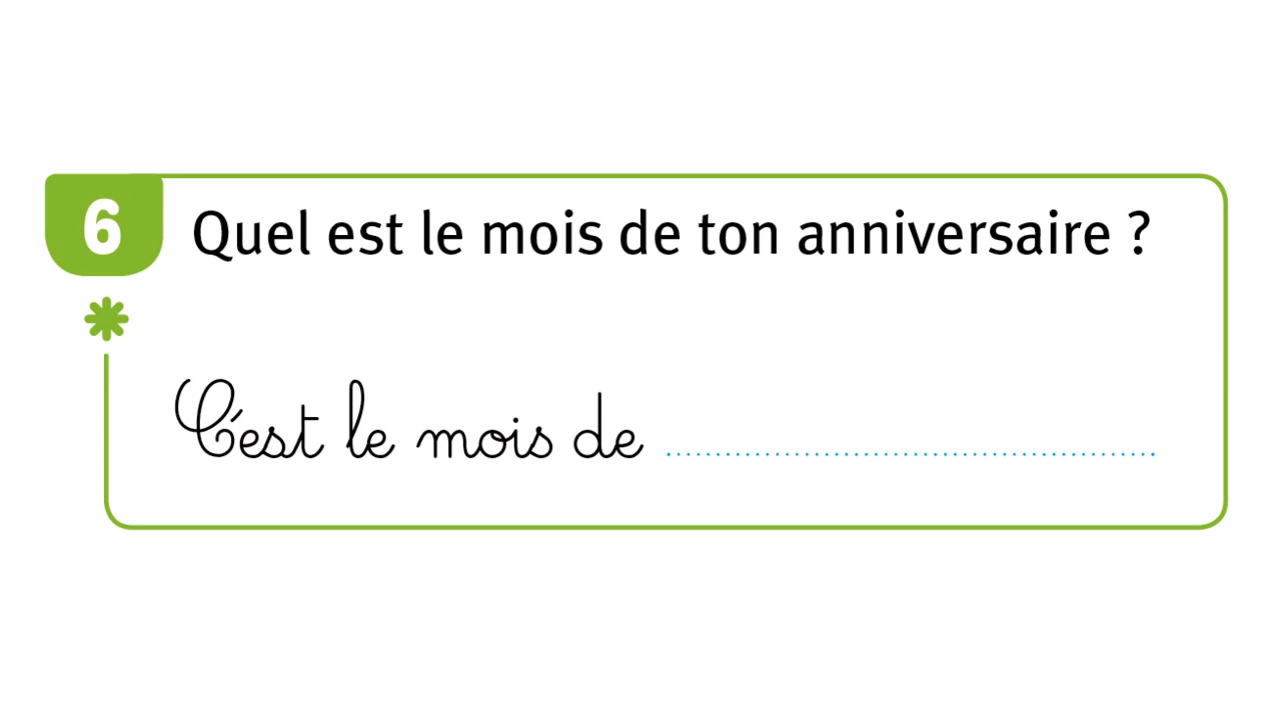 6 Quel est le mois de ton anniversaire ?
C'est le mois de ..................................................